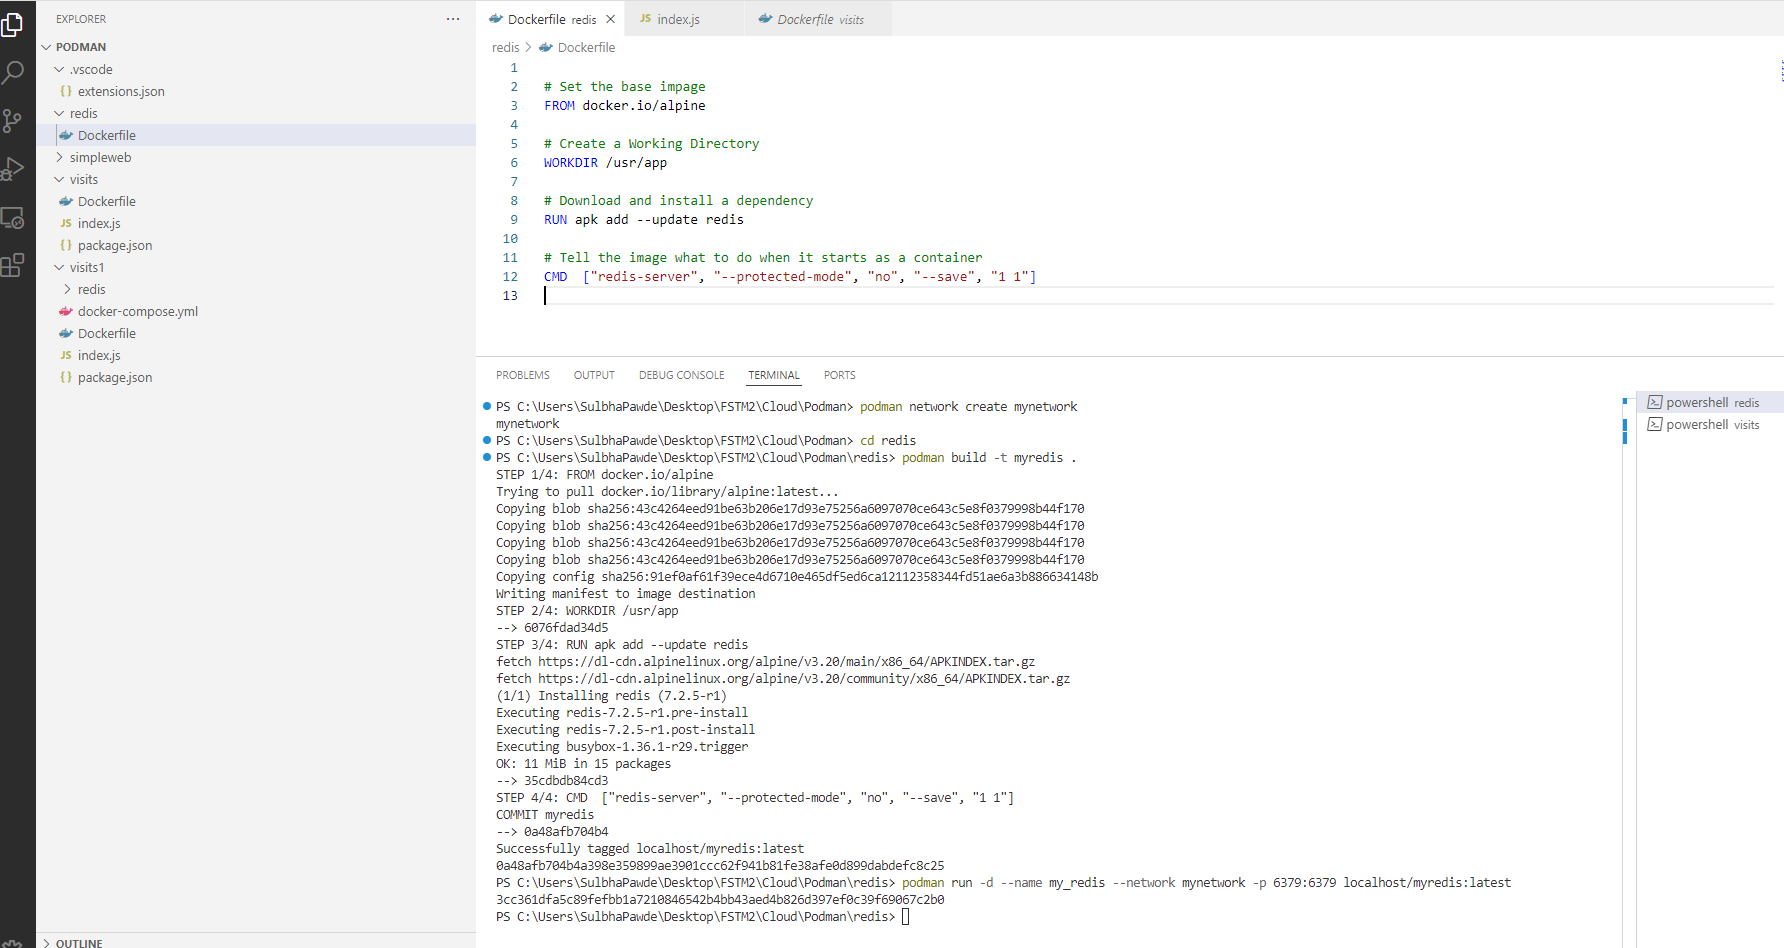 EXPLORER
PODMAN
.vscode
{} extensions.json
redis
Dockerfile
simpleweb
visits
Dockerfile
JS index.js
{} package.json
visits1
redis
docker-compose.yml
Dockerfile
JS index.js
{} package.json
OUTLINE
Dockerfile redis
JS index.js
Dockerfile visits
redis > Dockerfile
1
2 # Set the base impage
3 FROM docker.io/alpine
4
5 # Create a Working Directory
6 WORKDIR /usr/app
7
8 # Download and install a dependency
9 RUN apk add --update redis
10
11 # Tell the image what to do when it starts as a container
12 CMD  ["redis-server", "--protected-mode", "no", "--save", "1 1"]
13
PROBLEMS OUTPUT DEBUG CONSOLE TERMINAL PORTS
PS C:\Users\SulbhaPawde\Desktop\FSTM2\Cloud\Podman> podman network create mynetwork
mynetwork
PS C:\Users\SulbhaPawde\Desktop\FSTM2\Cloud\Podman> cd redis
PS C:\Users\SulbhaPawde\Desktop\FSTM2\Cloud\Podman\redis> podman build -t myredis .
STEP 1/4: FROM docker.io/alpine
Trying to pull docker.io/library/alpine:latest...
Copying blob sha256:43c4264eed91be63b206e17d93e75256a6097070ce643c5e8f0379998b44f170
Copying blob sha256:43c4264eed91be63b206e17d93e75256a6097070ce643c5e8f0379998b44f170
Copying blob sha256:43c4264eed91be63b206e17d93e75256a6097070ce643c5e8f0379998b44f170
Copying blob sha256:43c4264eed91be63b206e17d93e75256a6097070ce643c5e8f0379998b44f170
Copying config sha256:91ef0af61f39ece4d6710e465df5ed6ca12112358344fd51ae6a3b886634148b
Writing manifest to image destination
STEP 2/4: WORKDIR /usr/app
--> 6076fdad34d5
STEP 3/4: RUN apk add --update redis
fetch https://dl-cdn.alpinelinux.org/alpine/v3.20/main/x86_64/APKINDEX.tar.gz
fetch https://dl-cdn.alpinelinux.org/alpine/v3.20/community/x86_64/APKINDEX.tar.gz
(1/1) Installing redis (7.2.5-r1)
Executing redis-7.2.5-r1.pre-install
Executing redis-7.2.5-r1.post-install
Executing busybox-1.36.1-r29.trigger
OK: 11 MiB in 15 packages
--> 35cdbdb84cd3
STEP 4/4: CMD  ["redis-server", "--protected-mode", "no", "--save", "1 1"]
COMMIT myredis
--> 0a48afb704b4
Successfully tagged localhost/myredis:latest
0a48afb704b4a398e359899ae3901ccc62f941b81fe38afe0d899dabdefc8c25
PS C:\Users\SulbhaPawde\Desktop\FSTM2\Cloud\Podman\redis> podman run -d --name my_redis --network mynetwork -p 6379:6379 localhost/myredis:latest
3cc361dfa5c89fefbb1a7210846542b4bb43aed4b826d397ef0c39f69067c2b0
PS C:\Users\SulbhaPawde\Desktop\FSTM2\Cloud\Podman\redis>
powershell redis
powershell visits